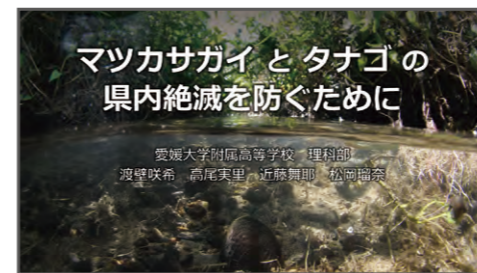 マツカサガイ と タナゴ の
県内絶滅を防ぐために
愛媛大学附属高等学校　理科部
渡壁咲希　高尾実里　近藤舞耶　松岡瑠奈